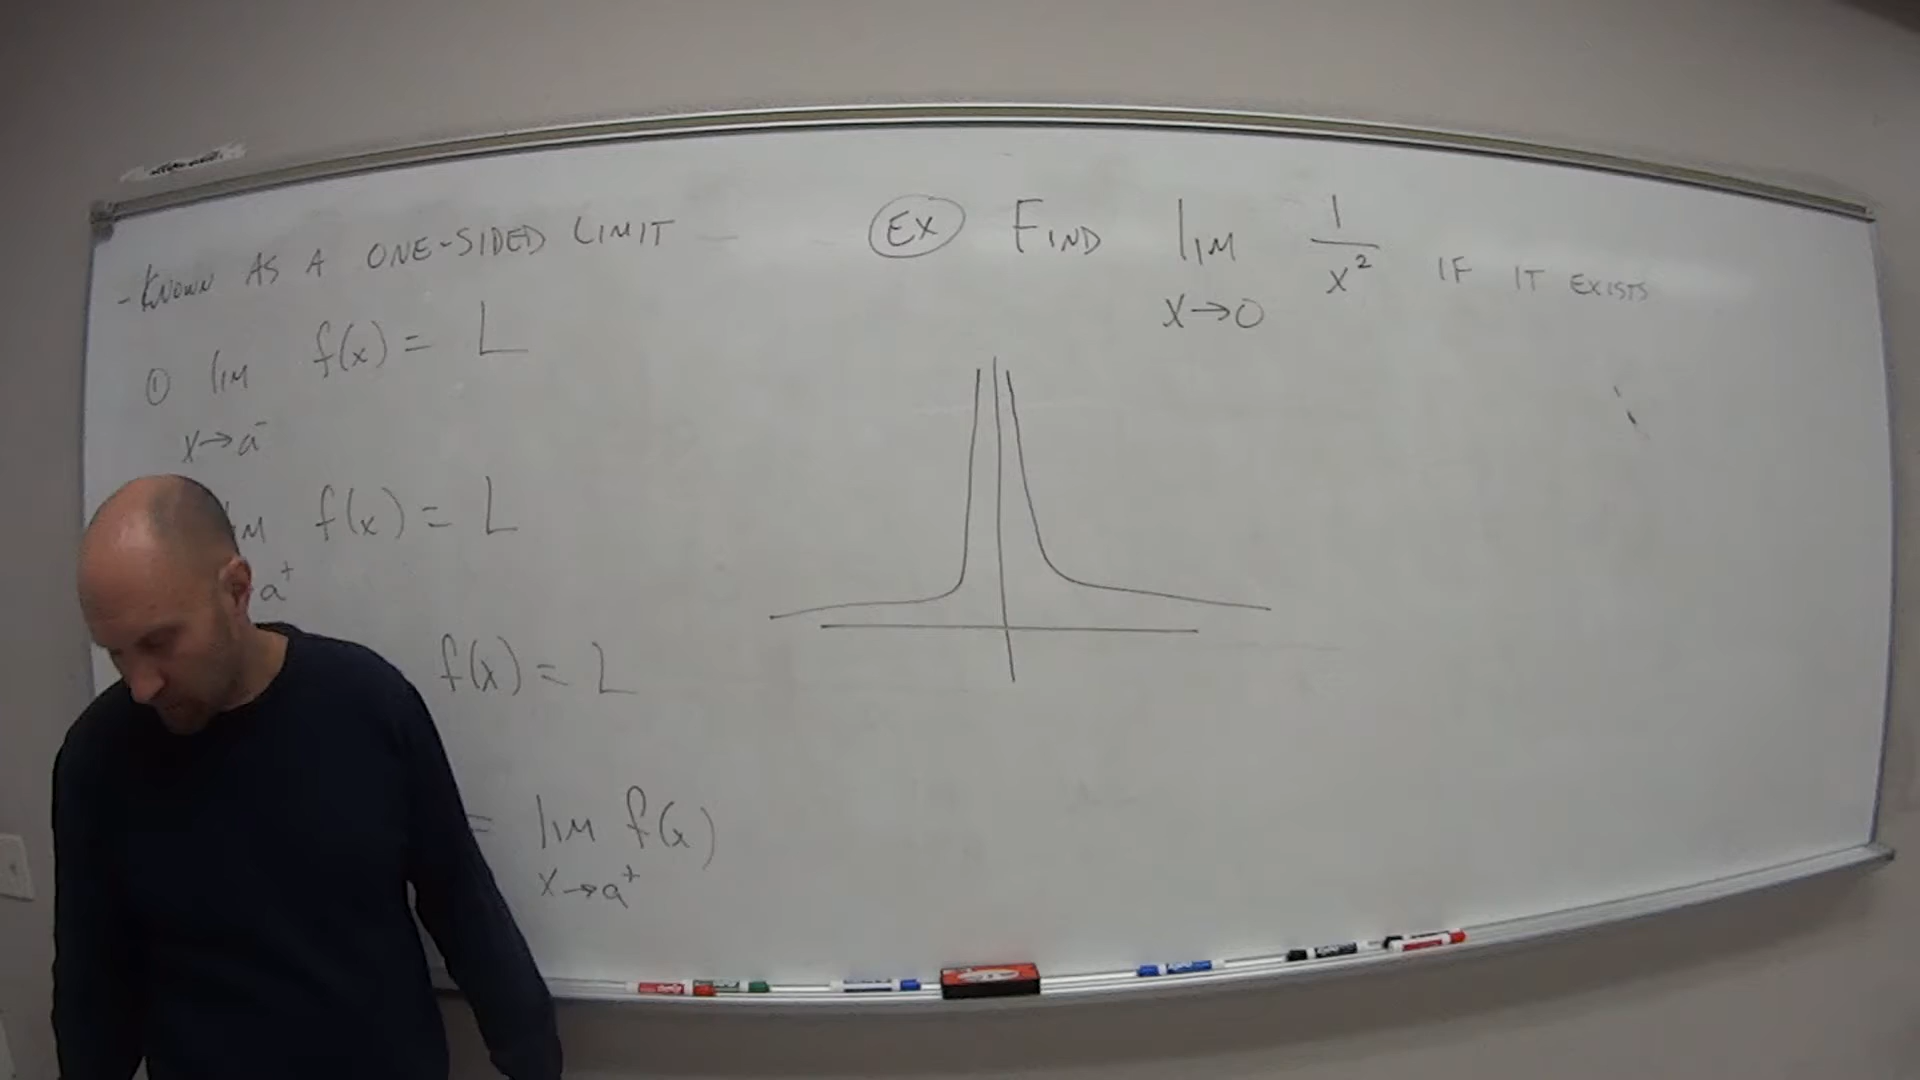 - KNOWN AS A ONE-SIDED LIMIT
① lim f(x) = L
x→a⁻
f(x) = L
a⁺
f(x) = L
= lim f(x)
x→a⁺
EX FIND lim 1/x² IF IT EXISTS
x→0